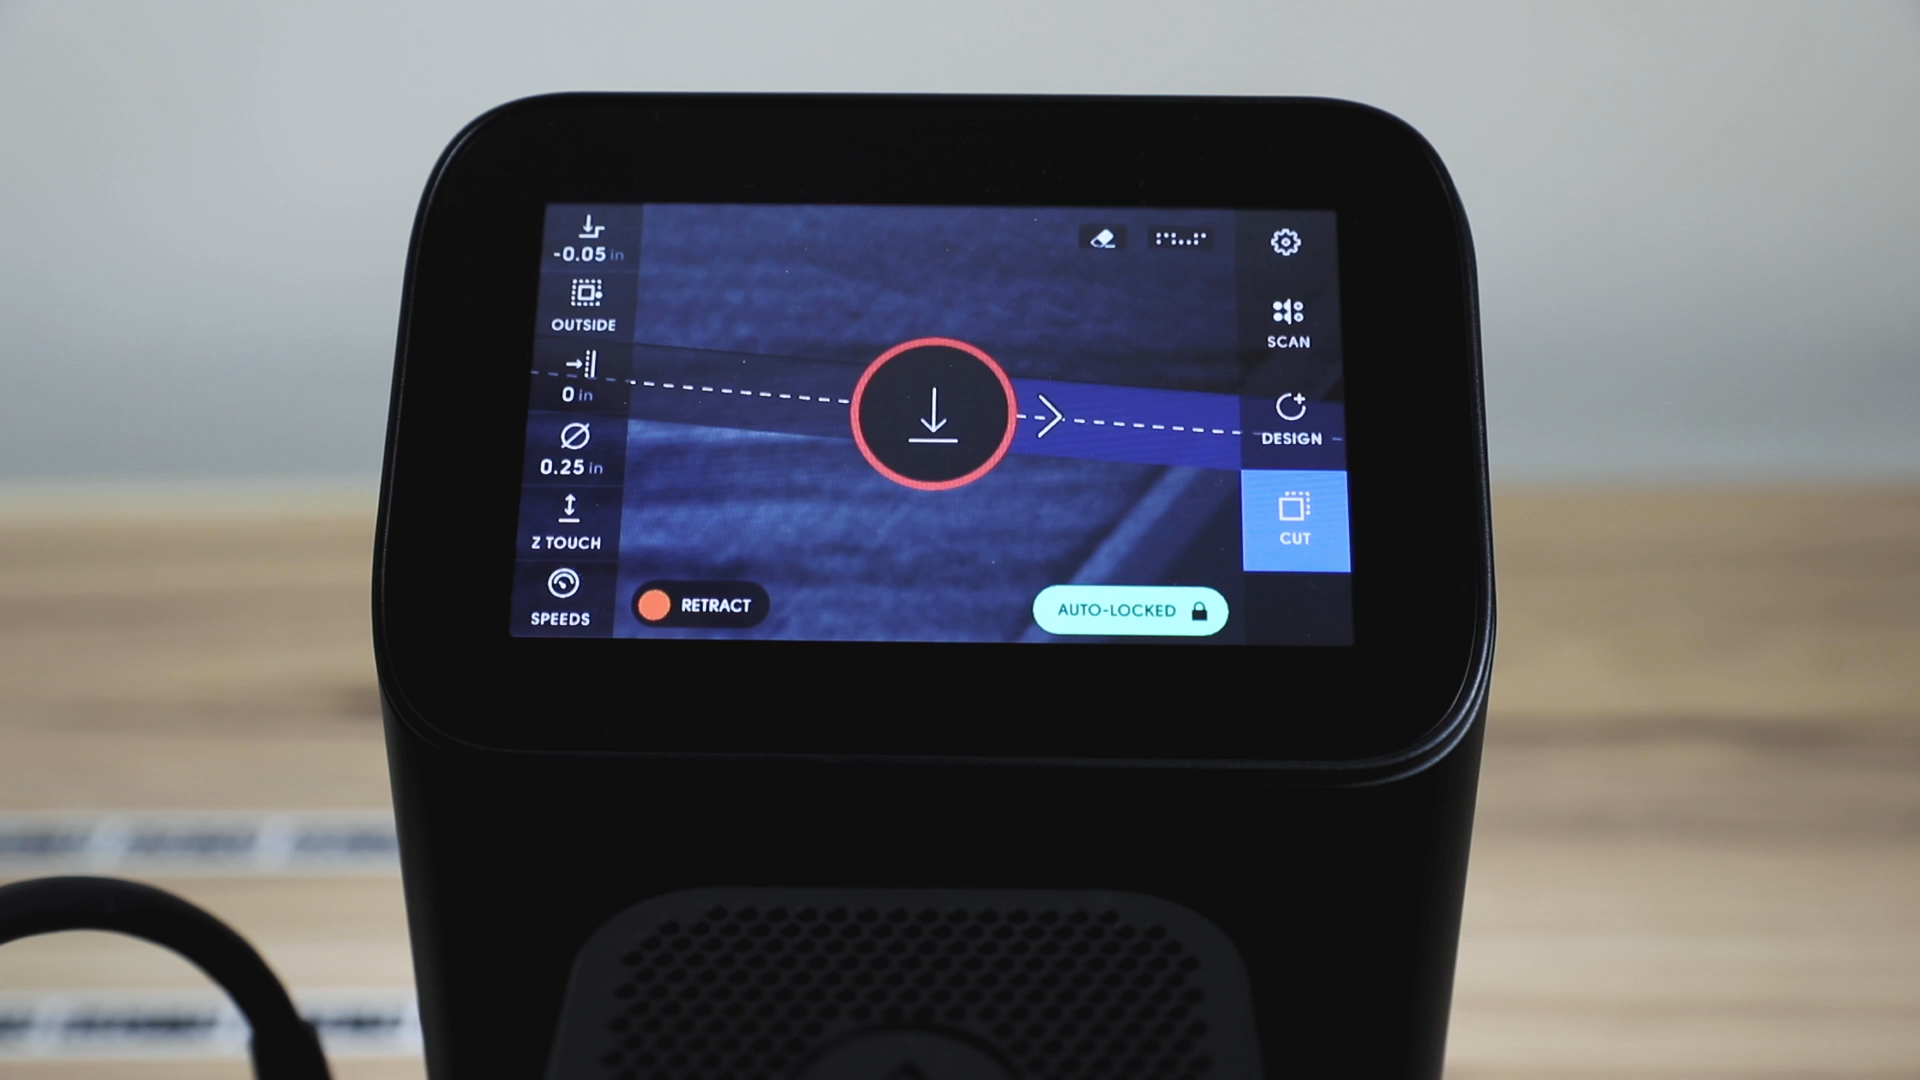 -0.05 in
OUTSIDE
0 in
0.25 in
Z TOUCH
SPEEDS
RETRACT
AUTO-LOCKED
SCAN
DESIGN
CUT